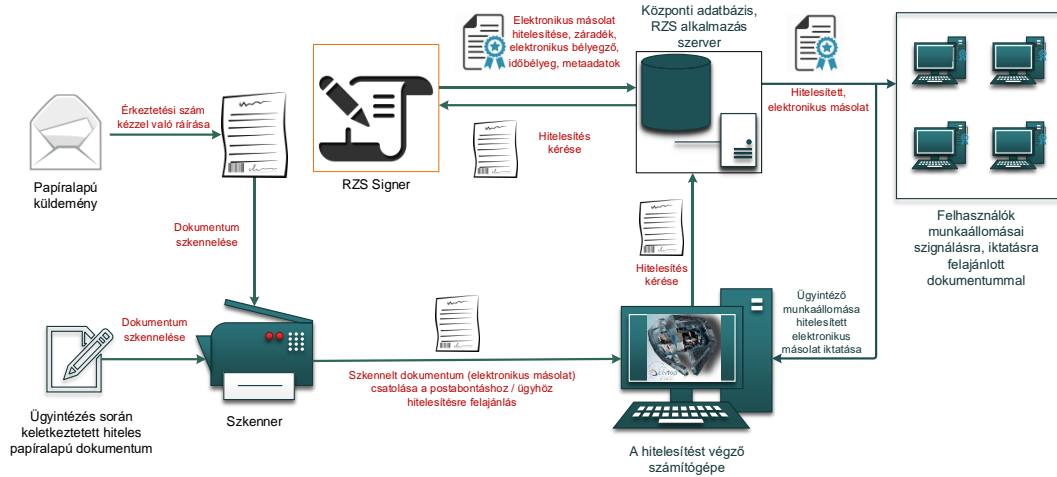 Elektronikus másolat
hitelesítése, záradék,
elektronikus bélyegző,
időbélyeg, metaadatok
Központi adatbázis,
RZS alkalmazás
szerver
Hitelesített,
elektronikus másolat
Érkeztetési szám
kézzel való ráírása
Papíralapú
küldemény
RZS Signer
Hitelesítés
kérése
Felhasználók
munkaállomásai
szignálásra, iktatásra
felajánlott
dokumentummal
Dokumentum
szkennelése
Hitelesítés
kérése
Ügyintéző
munkaállomása
hitelesített
elektronikus
másolat iktatása
Dokumentum
szkennelése
Szkennelt dokumentum (elektronikus másolat)
csatolása a postabontáshoz / ügyhöz
hitelesítésre felajánlás
Ügyintézés során
keletkeztetett hiteles
papíralapú dokumentum
Szkenner
A hitelesítést végző
számítógépe